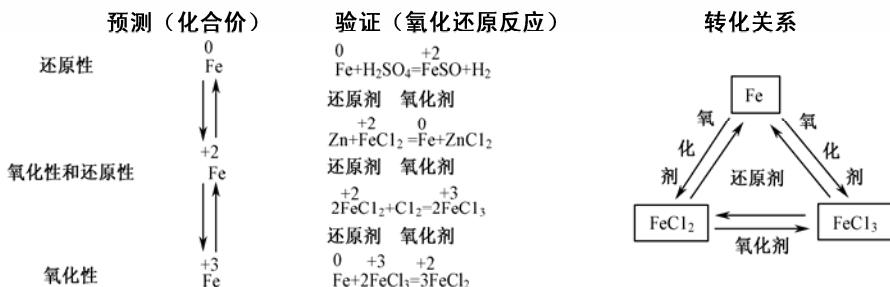 预测（化合价）
验证（氧化还原反应）
转化关系
还原性
0
Fe
+2
氧化性和还原性
Fe
+3
氧化性
Fe
0 +2
Fe+H₂SO₄=FeSO+H₂
还原剂 氧化剂
+2 0
Zn+FeCl₂=Fe+ZnCl₂
还原剂 氧化剂
+2 +3
2FeCl₂+Cl₂=2FeCl₃
还原剂 氧化剂
0 +3 +2
Fe+2FeCl₃=3FeCl₂
Fe
氧化剂
氧化剂
还原剂
FeCl₂
FeCl₃
氧化剂